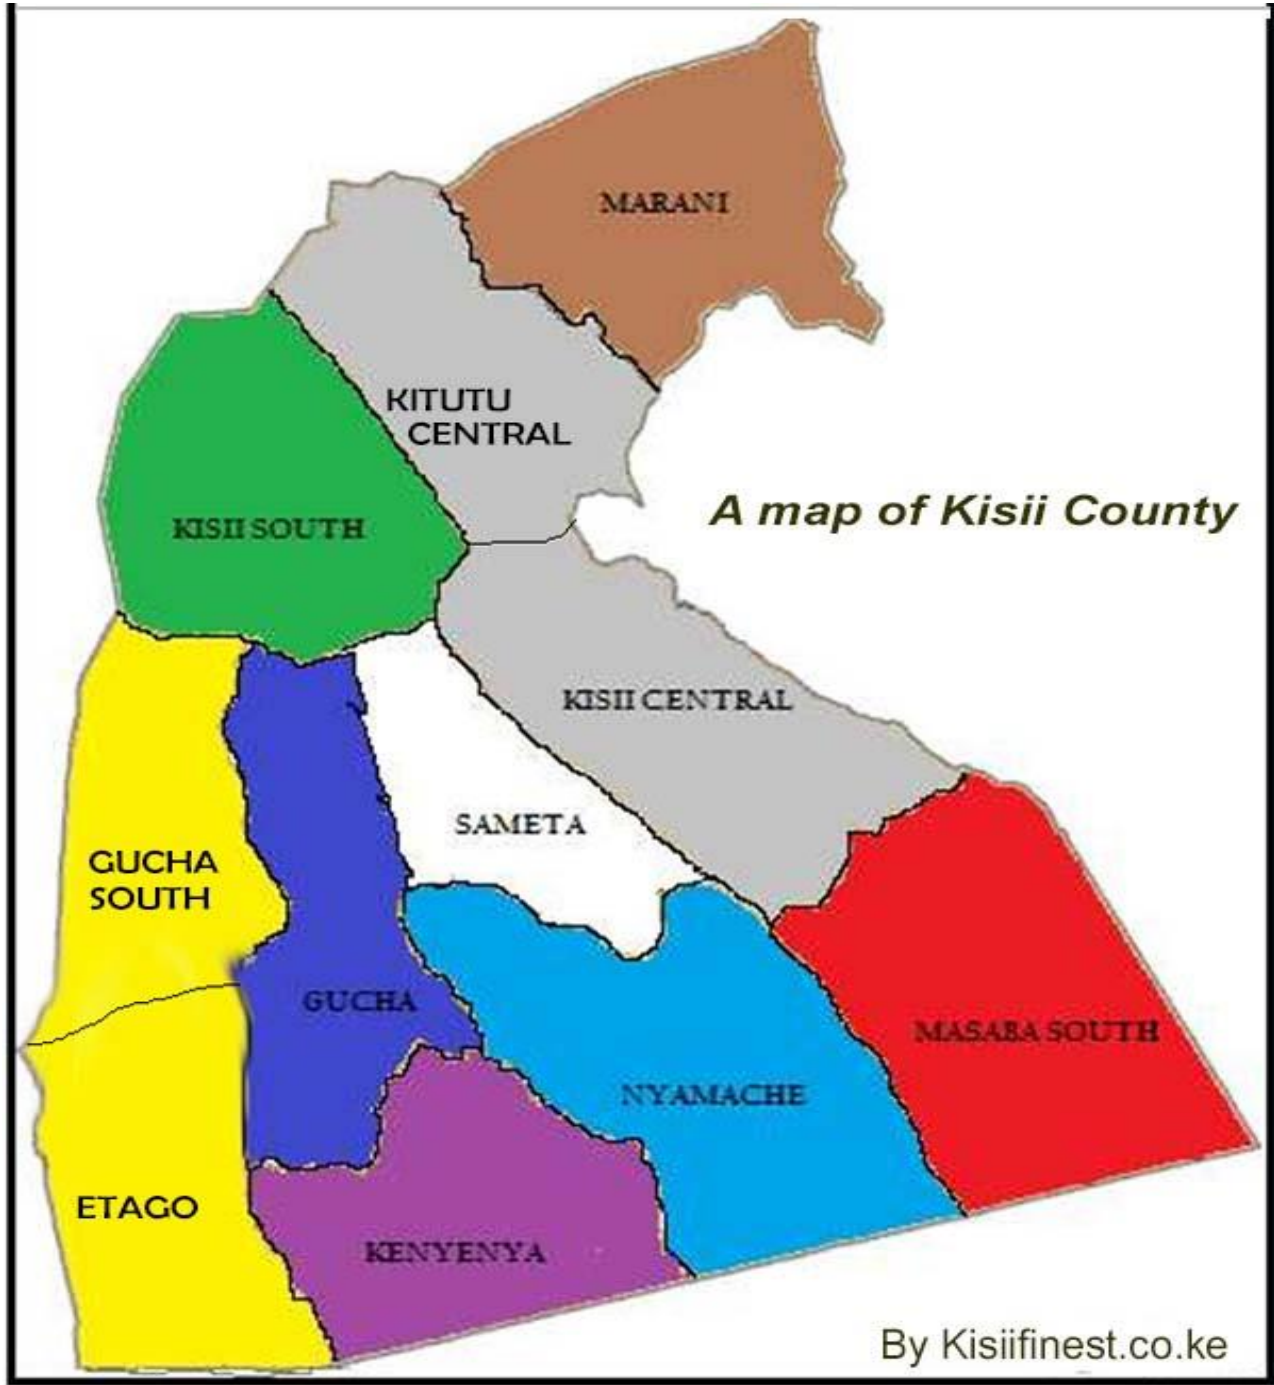 MARANI
KITUTU
CENTRAL
A map of Kisii County
KISII SOUTH
KISII CENTRAL
SAMETA
GUCHA
SOUTH
GUCHA
MASABA SOUTH
NYAMACHE
ETAGO
KENYENYA
By Kisiifinest.co.ke